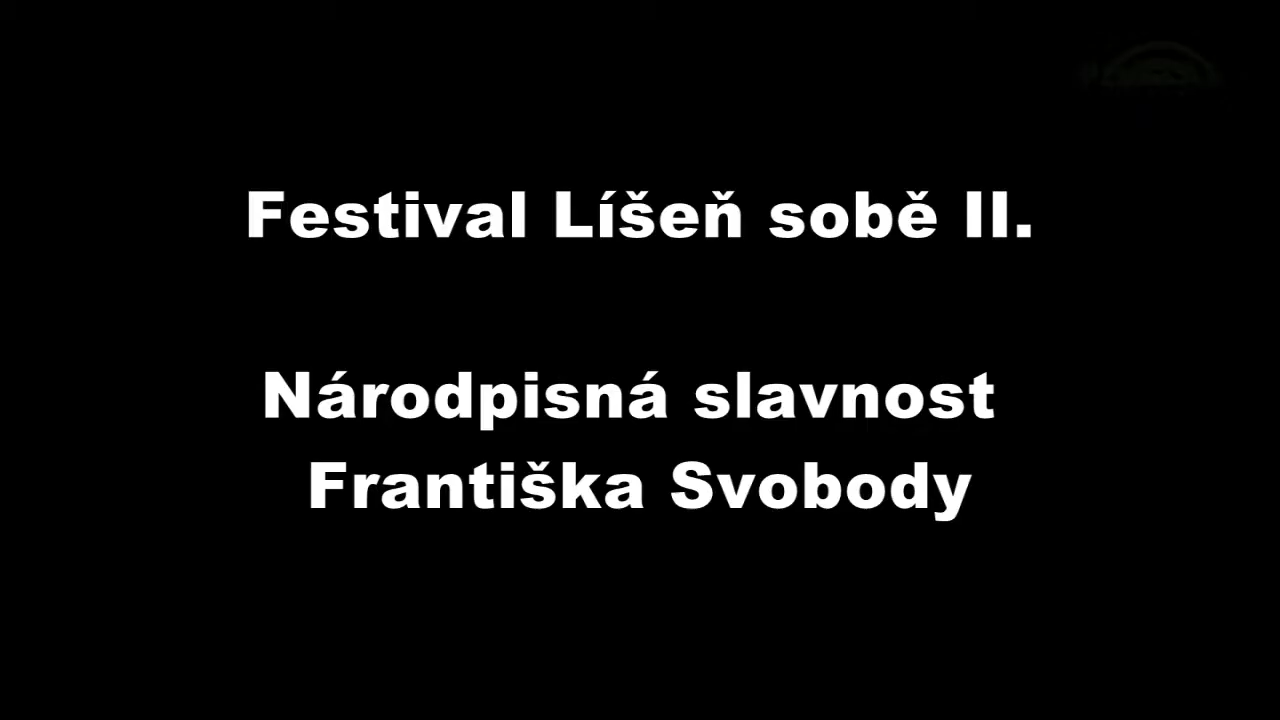 Festival Líšeň sobě II.
Národpisná slavnost
Františka Svobody